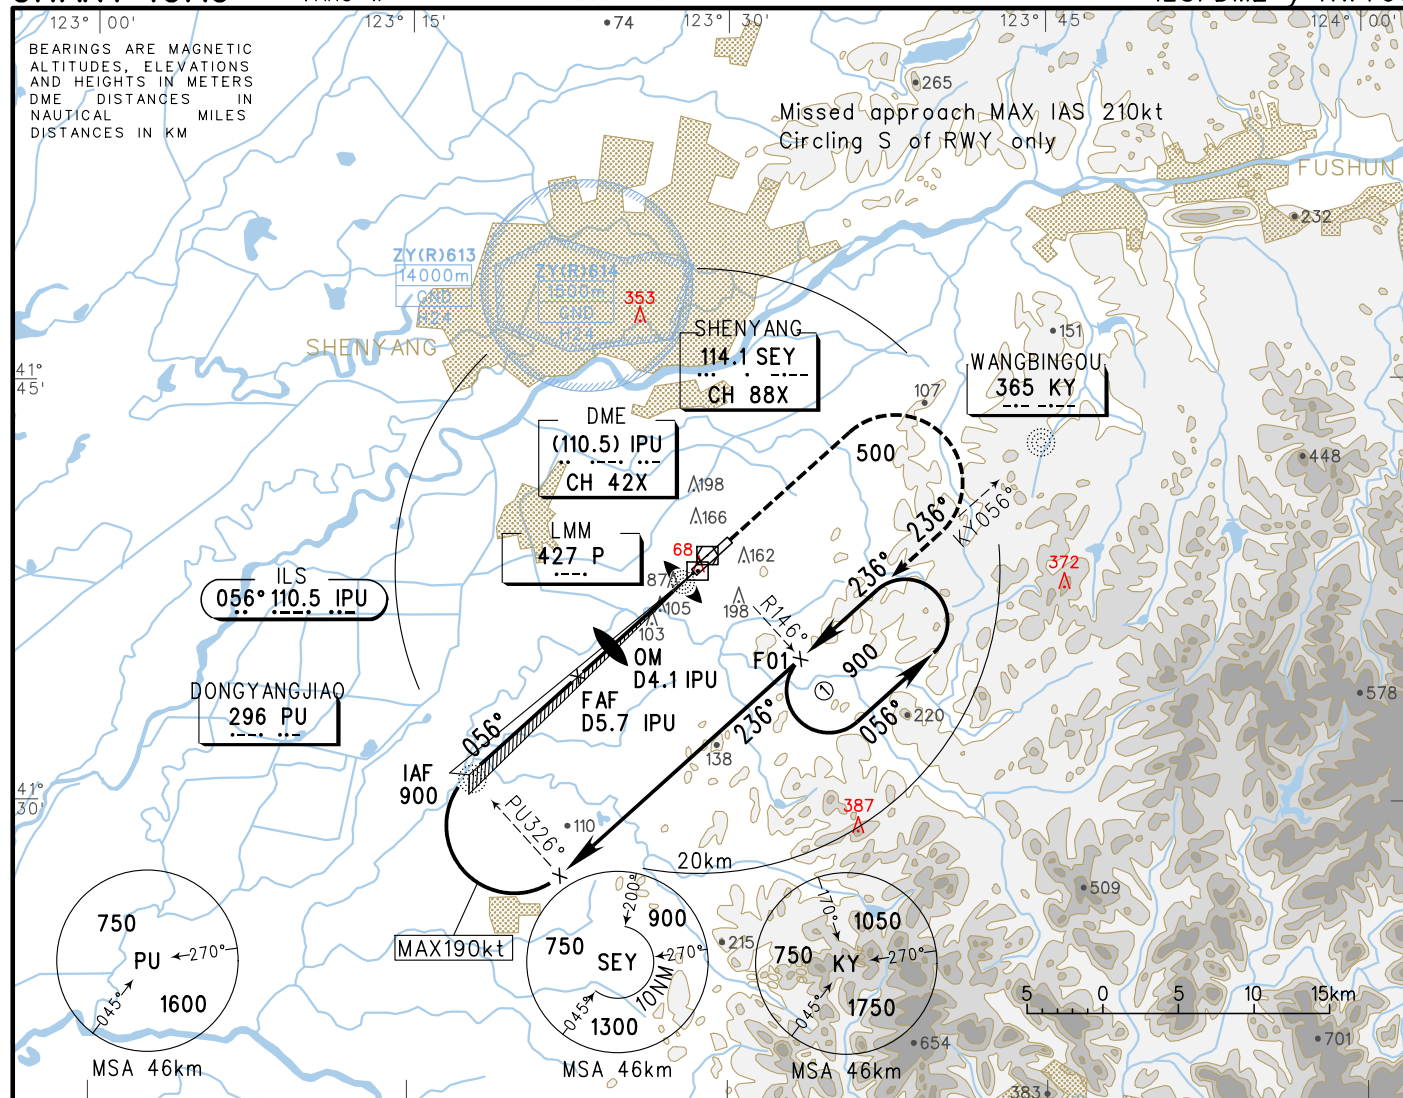 123° 00'
123° 15'
74
123° 30'
123° 45'
124° 00'
BEARINGS ARE MAGNETIC
ALTITUDES, ELEVATIONS
AND HEIGHTS IN METERS
DME DISTANCES IN
NAUTICAL MILES
DISTANCES IN KM
265
Missed approach MAX IAS 210kt
Circling S of RWY only
FUSHUN
232
ZY(R)613
14000m
GND
H24
ZY(R)614
1500m
GND
H24
353
SHENYANG
SHENYANG
114.1 SEY
CH 88X
151
WANGBINGOU
365 KY
41°
45'
107
DME
(110.5) IPU
CH 42X
500
448
198
166
LMM
427 P
236°
KY056°
68
162
372
ILS
056° 110.5 IPU
87
236°
105
198
R146°
103
OM
D4.1 IPU
F01
900
①
DONGYANGJIAO
296 PU
FAF
D5.7 IPU
578
056°
236°
056°
220
138
IAF
900
41°
30'
PU326°
110
387
20km
509
MAX190kt
215
750
PU
270°
045°
1600
MSA 46km
200°
900
750
SEY
270°
10NM
045°
1300
MSA 46km
170°
1050
750
KY
270°
045°
1750
MSA 46km
5 0 5 10 15km
654
701
383